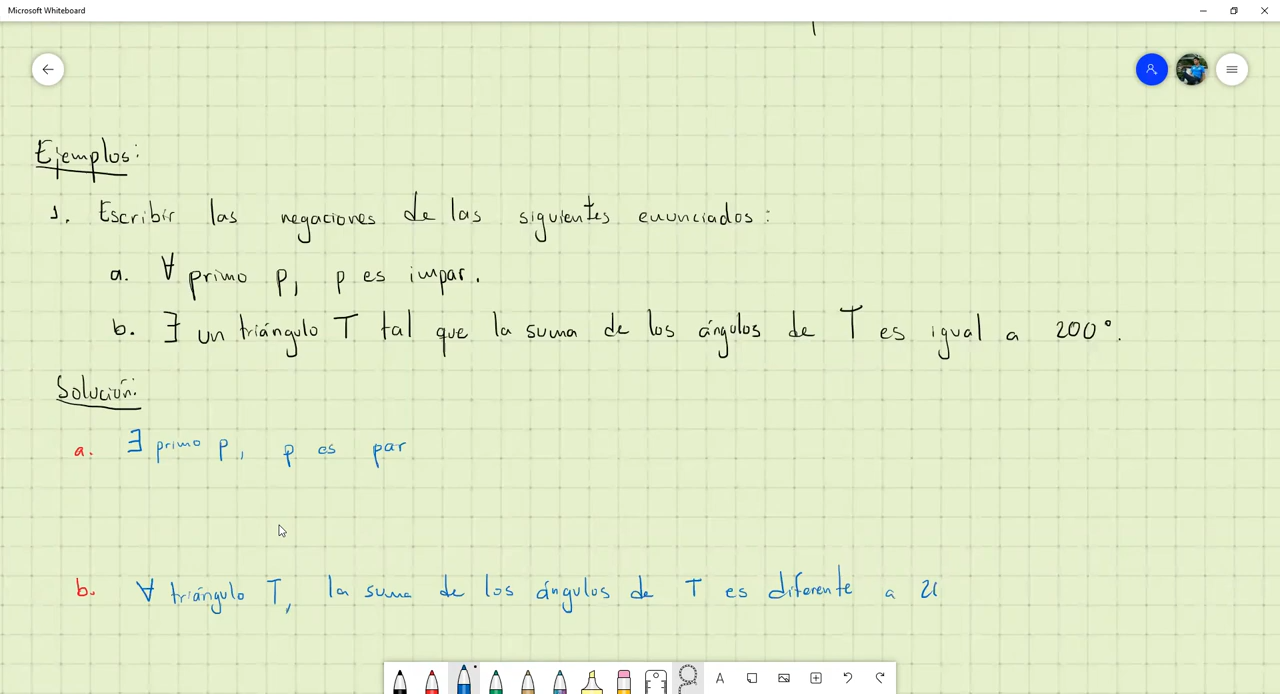 Microsoft Whiteboard
Ejemplos:
1. Escribir las negaciones de las siguientes enunciados:
a. ∀ primo p, p es impar.
b. ∃ un triángulo T tal que la suma de los ángulos de T es igual a 200°.
Solución:
a. ∃ primo p, p es par
b. ∀ triángulo T, la suma de los ángulos de T es diferente a 20
A